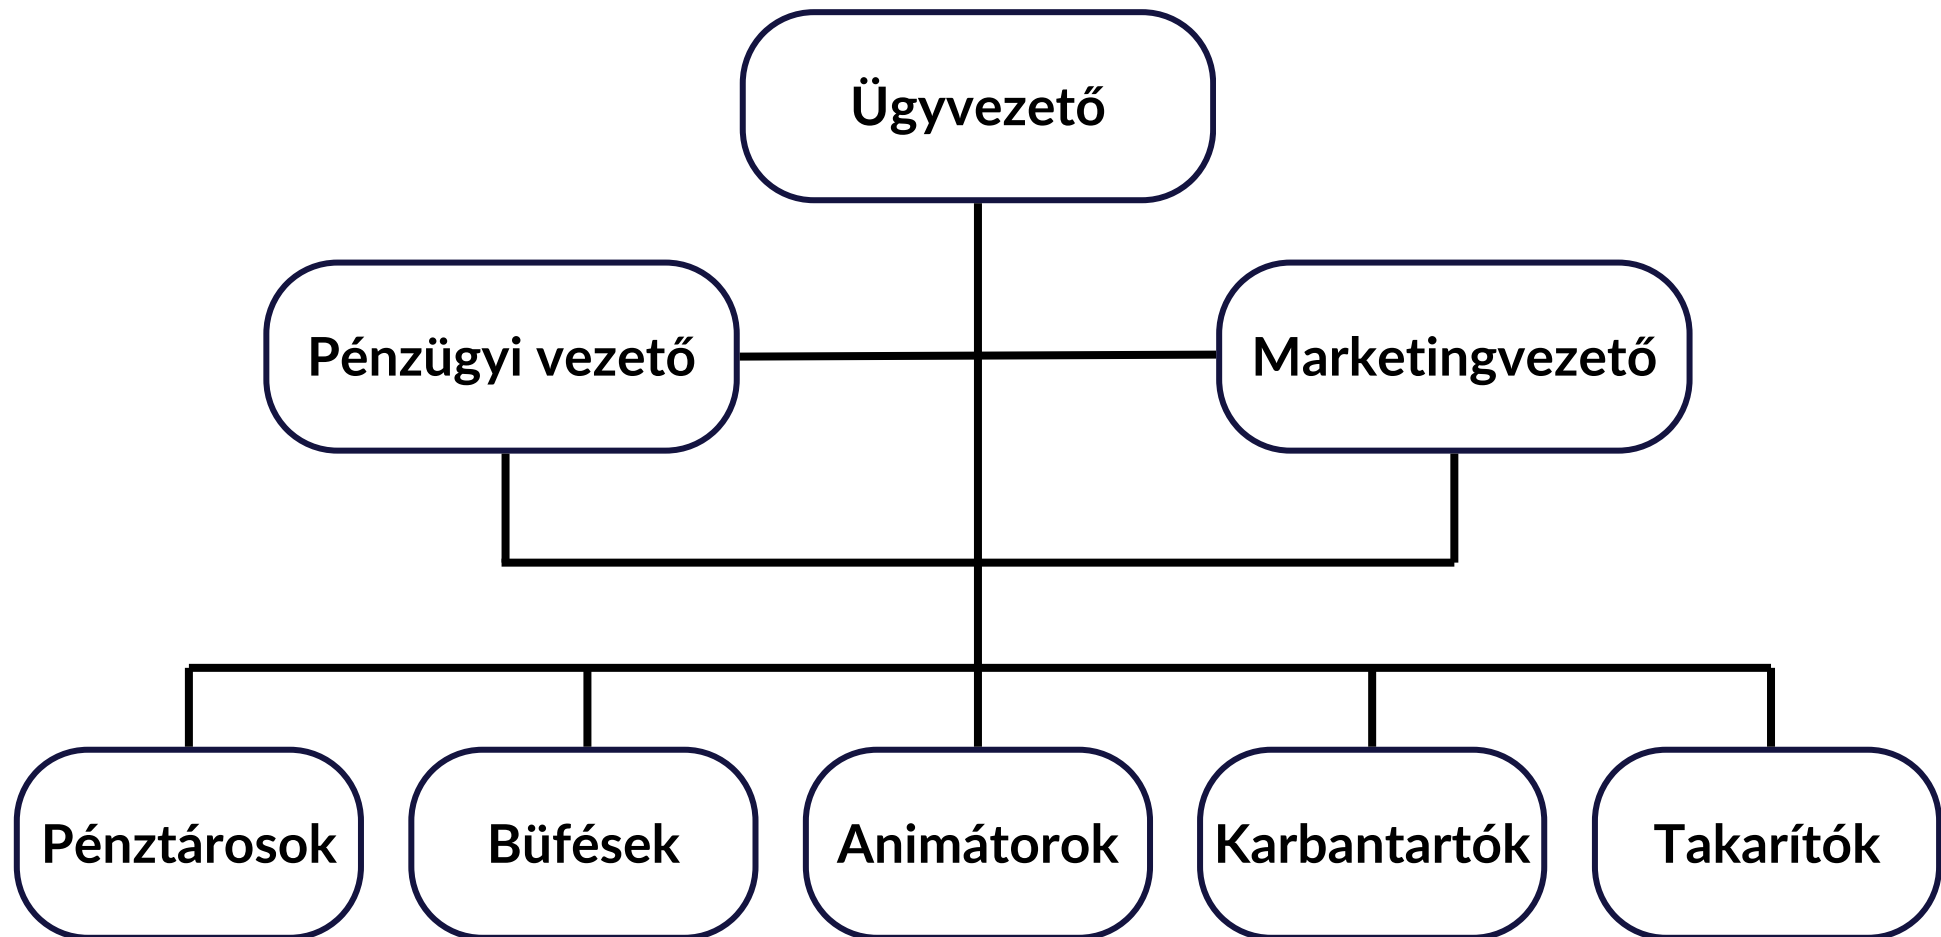 Ügyvezető
Pénzügyi vezető
Marketingvezető
Pénztárosok
Büfések
Animátorok
Karbantartók
Takarítók